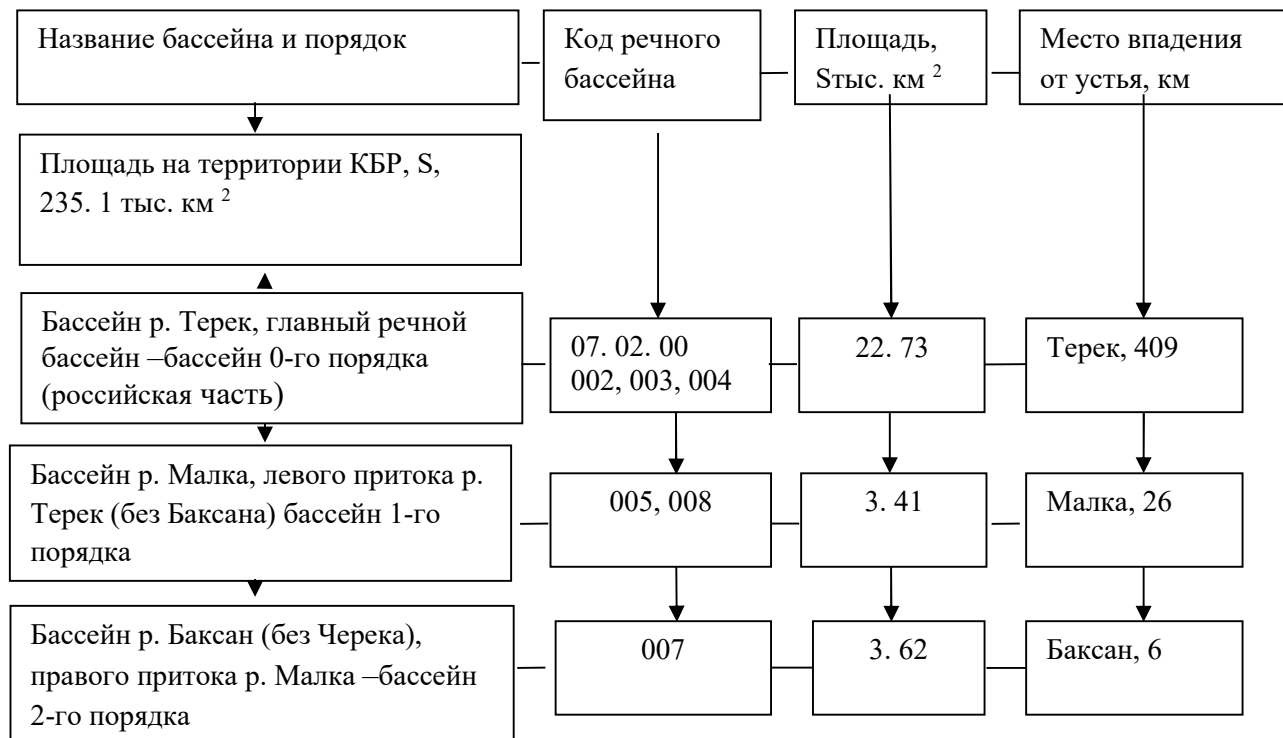 Название бассейна и порядок
Код речного
бассейна
Площадь,
Sтыс. км 2
Место впадения
от устья, км
Площадь на территории КБР, S,
235. 1 тыс. км 2
Бассейн р. Терек, главный речной
бассейн –бассейн 0-го порядка
(российская часть)
07. 02. 00
002, 003, 004
22. 73
Терек, 409
Бассейн р. Малка, левого притока р.
Терек (без Баксана) бассейн 1-го
порядка
005, 008
3. 41
Малка, 26
Бассейн р. Баксан (без Черека),
правого притока р. Малка –бассейн
2-го порядка
007
3. 62
Баксан, 6